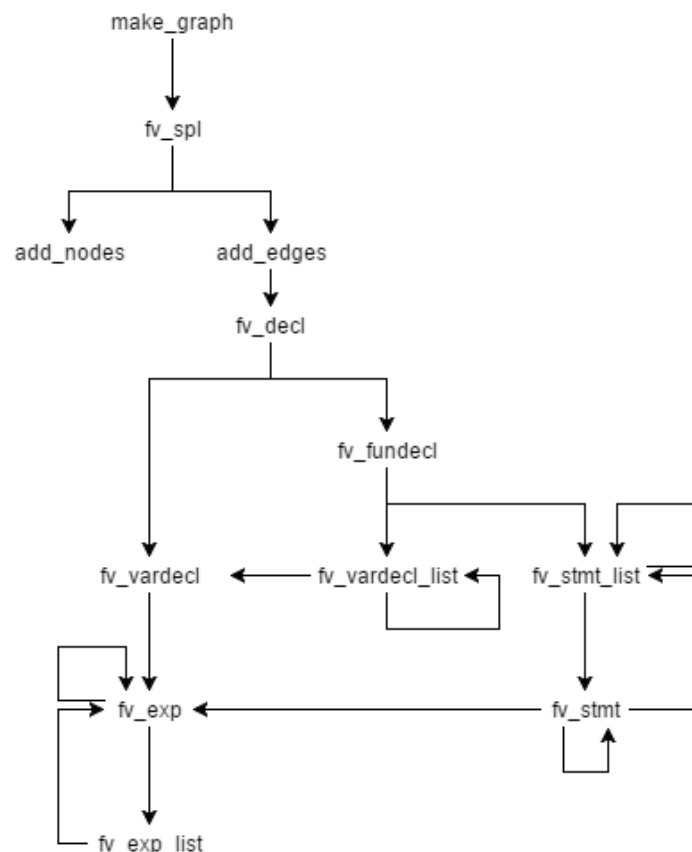 make_graph
fv_spl
add_nodes
add_edges
fv_decl
fv_fundecl
fv_vardecl
fv_vardecl_list
fv_stmt_list
fv_exp
fv_stmt
fv_exp_list